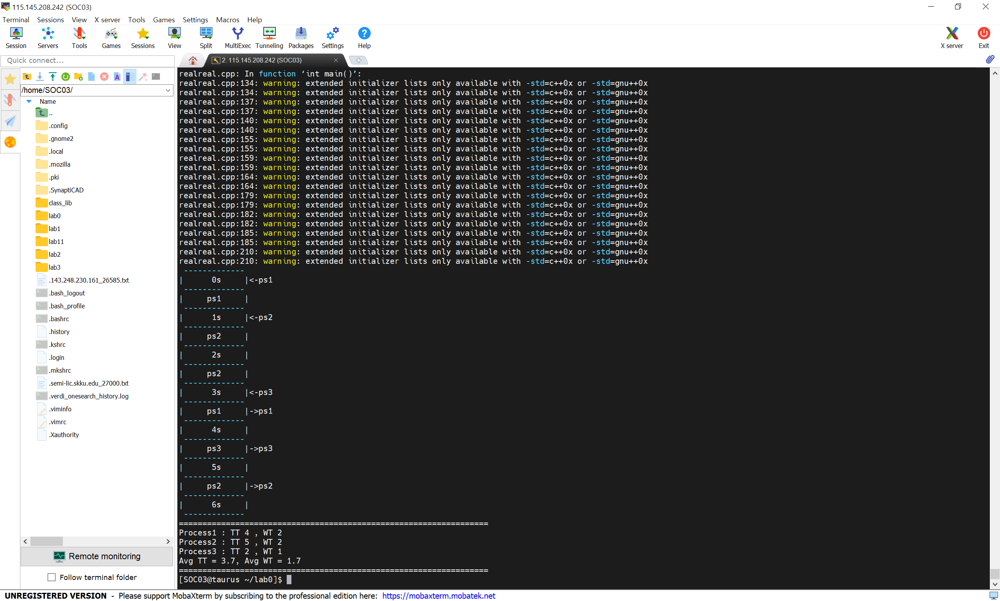 115.145.208.242 (SOC03)
Terminal Sessions View X server Tools Games Settings Macros Help
Session Servers Tools Games Sessions View Split MultiExec Tunneling Packages Settings Help X server Exit
Quick connect...
2. 115.145.208.242 (SOC03)
/home/SOC03/
Name
..
.config
.gnome2
.local
.mozilla
.pki
.SynaptiCAD
class_lib
lab0
lab1
lab11
lab2
lab3
.143.248.230.161_26585.txt
.bash_logout
.bash_profile
.bashrc
.history
.kshrc
.login
.mkshrc
.semi-lic.skku.edu_27000.txt
.verdi_onesearch_history.log
.viminfo
.vimrc
.Xauthority
Remote monitoring
Follow terminal folder
realreal.cpp: In function ‘int main()’:
realreal.cpp:134: warning: extended initializer lists only available with -std=c++0x or -std=gnu++0x
realreal.cpp:134: warning: extended initializer lists only available with -std=c++0x or -std=gnu++0x
realreal.cpp:137: warning: extended initializer lists only available with -std=c++0x or -std=gnu++0x
realreal.cpp:137: warning: extended initializer lists only available with -std=c++0x or -std=gnu++0x
realreal.cpp:140: warning: extended initializer lists only available with -std=c++0x or -std=gnu++0x
realreal.cpp:140: warning: extended initializer lists only available with -std=c++0x or -std=gnu++0x
realreal.cpp:155: warning: extended initializer lists only available with -std=c++0x or -std=gnu++0x
realreal.cpp:155: warning: extended initializer lists only available with -std=c++0x or -std=gnu++0x
realreal.cpp:159: warning: extended initializer lists only available with -std=c++0x or -std=gnu++0x
realreal.cpp:159: warning: extended initializer lists only available with -std=c++0x or -std=gnu++0x
realreal.cpp:164: warning: extended initializer lists only available with -std=c++0x or -std=gnu++0x
realreal.cpp:164: warning: extended initializer lists only available with -std=c++0x or -std=gnu++0x
realreal.cpp:179: warning: extended initializer lists only available with -std=c++0x or -std=gnu++0x
realreal.cpp:179: warning: extended initializer lists only available with -std=c++0x or -std=gnu++0x
realreal.cpp:182: warning: extended initializer lists only available with -std=c++0x or -std=gnu++0x
realreal.cpp:182: warning: extended initializer lists only available with -std=c++0x or -std=gnu++0x
realreal.cpp:185: warning: extended initializer lists only available with -std=c++0x or -std=gnu++0x
realreal.cpp:185: warning: extended initializer lists only available with -std=c++0x or -std=gnu++0x
realreal.cpp:210: warning: extended initializer lists only available with -std=c++0x or -std=gnu++0x
realreal.cpp:210: warning: extended initializer lists only available with -std=c++0x or -std=gnu++0x
 -------------
|      0s     |<-ps1
 -------------
|     ps1     |
 -------------
|      1s     |<-ps2
 -------------
|     ps2     |
 -------------
|      2s     |
 -------------
|     ps2     |
 -------------
|      3s     |<-ps3
 -------------
|     ps1     |->ps1
 -------------
|      4s     |
 -------------
|     ps3     |->ps3
 -------------
|      5s     |
 -------------
|     ps2     |->ps2
 -------------
|      6s     |
 -------------
==================================================================
Process1 : TT 4 , WT 2
Process2 : TT 5 , WT 2
Process3 : TT 2 , WT 1
Avg TT = 3.7, Avg WT = 1.7
==================================================================
[SOC03@taurus ~/lab0]$
UNREGISTERED VERSION - Please support MobaXterm by subscribing to the professional edition here: https://mobaxterm.mobatek.net